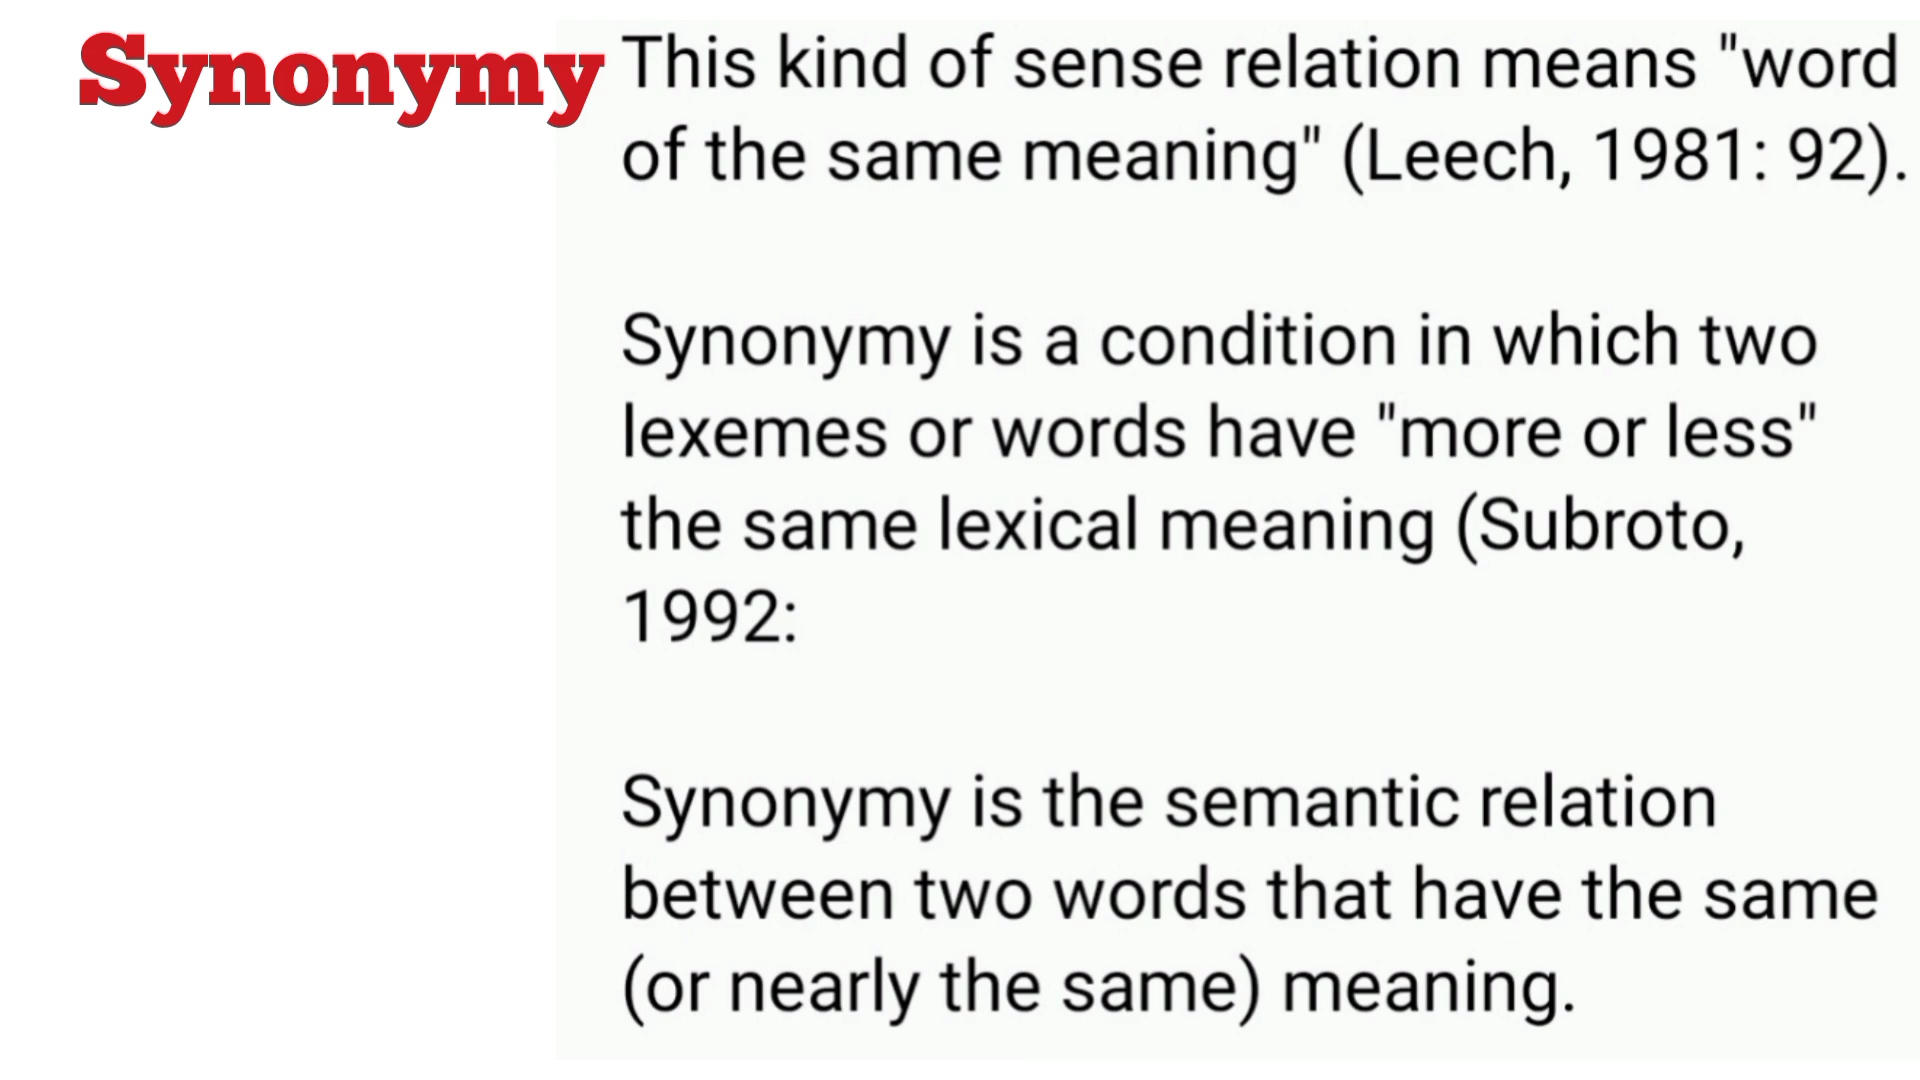 Synonymy
This kind of sense relation means "word
of the same meaning" (Leech, 1981: 92).
Synonymy is a condition in which two
lexemes or words have "more or less"
the same lexical meaning (Subroto,
1992:
Synonymy is the semantic relation
between two words that have the same
(or nearly the same) meaning.